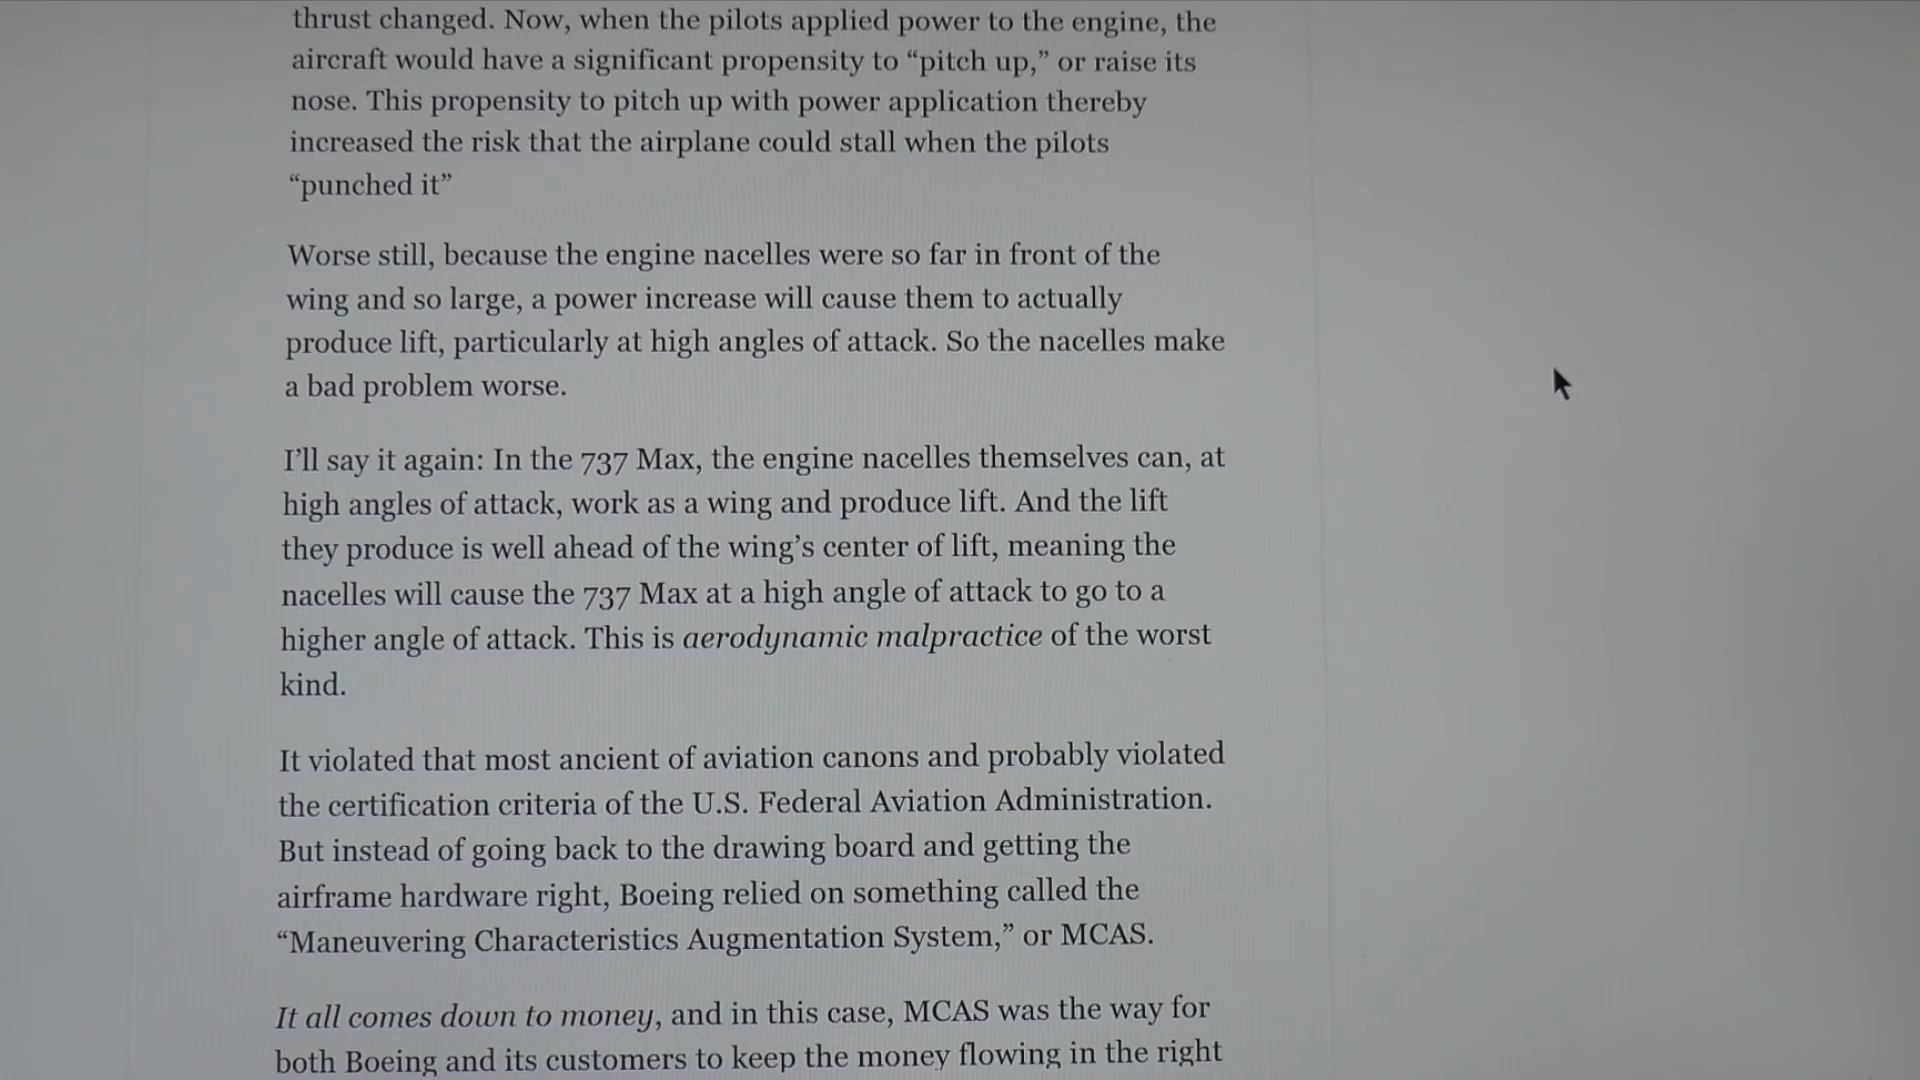 thrust changed. Now, when the pilots applied power to the engine, the
aircraft would have a significant propensity to “pitch up,” or raise its
nose. This propensity to pitch up with power application thereby
increased the risk that the airplane could stall when the pilots
“punched it”
Worse still, because the engine nacelles were so far in front of the
wing and so large, a power increase will cause them to actually
produce lift, particularly at high angles of attack. So the nacelles make
a bad problem worse.
I’ll say it again: In the 737 Max, the engine nacelles themselves can, at
high angles of attack, work as a wing and produce lift. And the lift
they produce is well ahead of the wing’s center of lift, meaning the
nacelles will cause the 737 Max at a high angle of attack to go to a
higher angle of attack. This is aerodynamic malpractice of the worst
kind.
It violated that most ancient of aviation canons and probably violated
the certification criteria of the U.S. Federal Aviation Administration.
But instead of going back to the drawing board and getting the
airframe hardware right, Boeing relied on something called the
“Maneuvering Characteristics Augmentation System,” or MCAS.
It all comes down to money, and in this case, MCAS was the way for
both Boeing and its customers to keep the money flowing in the right